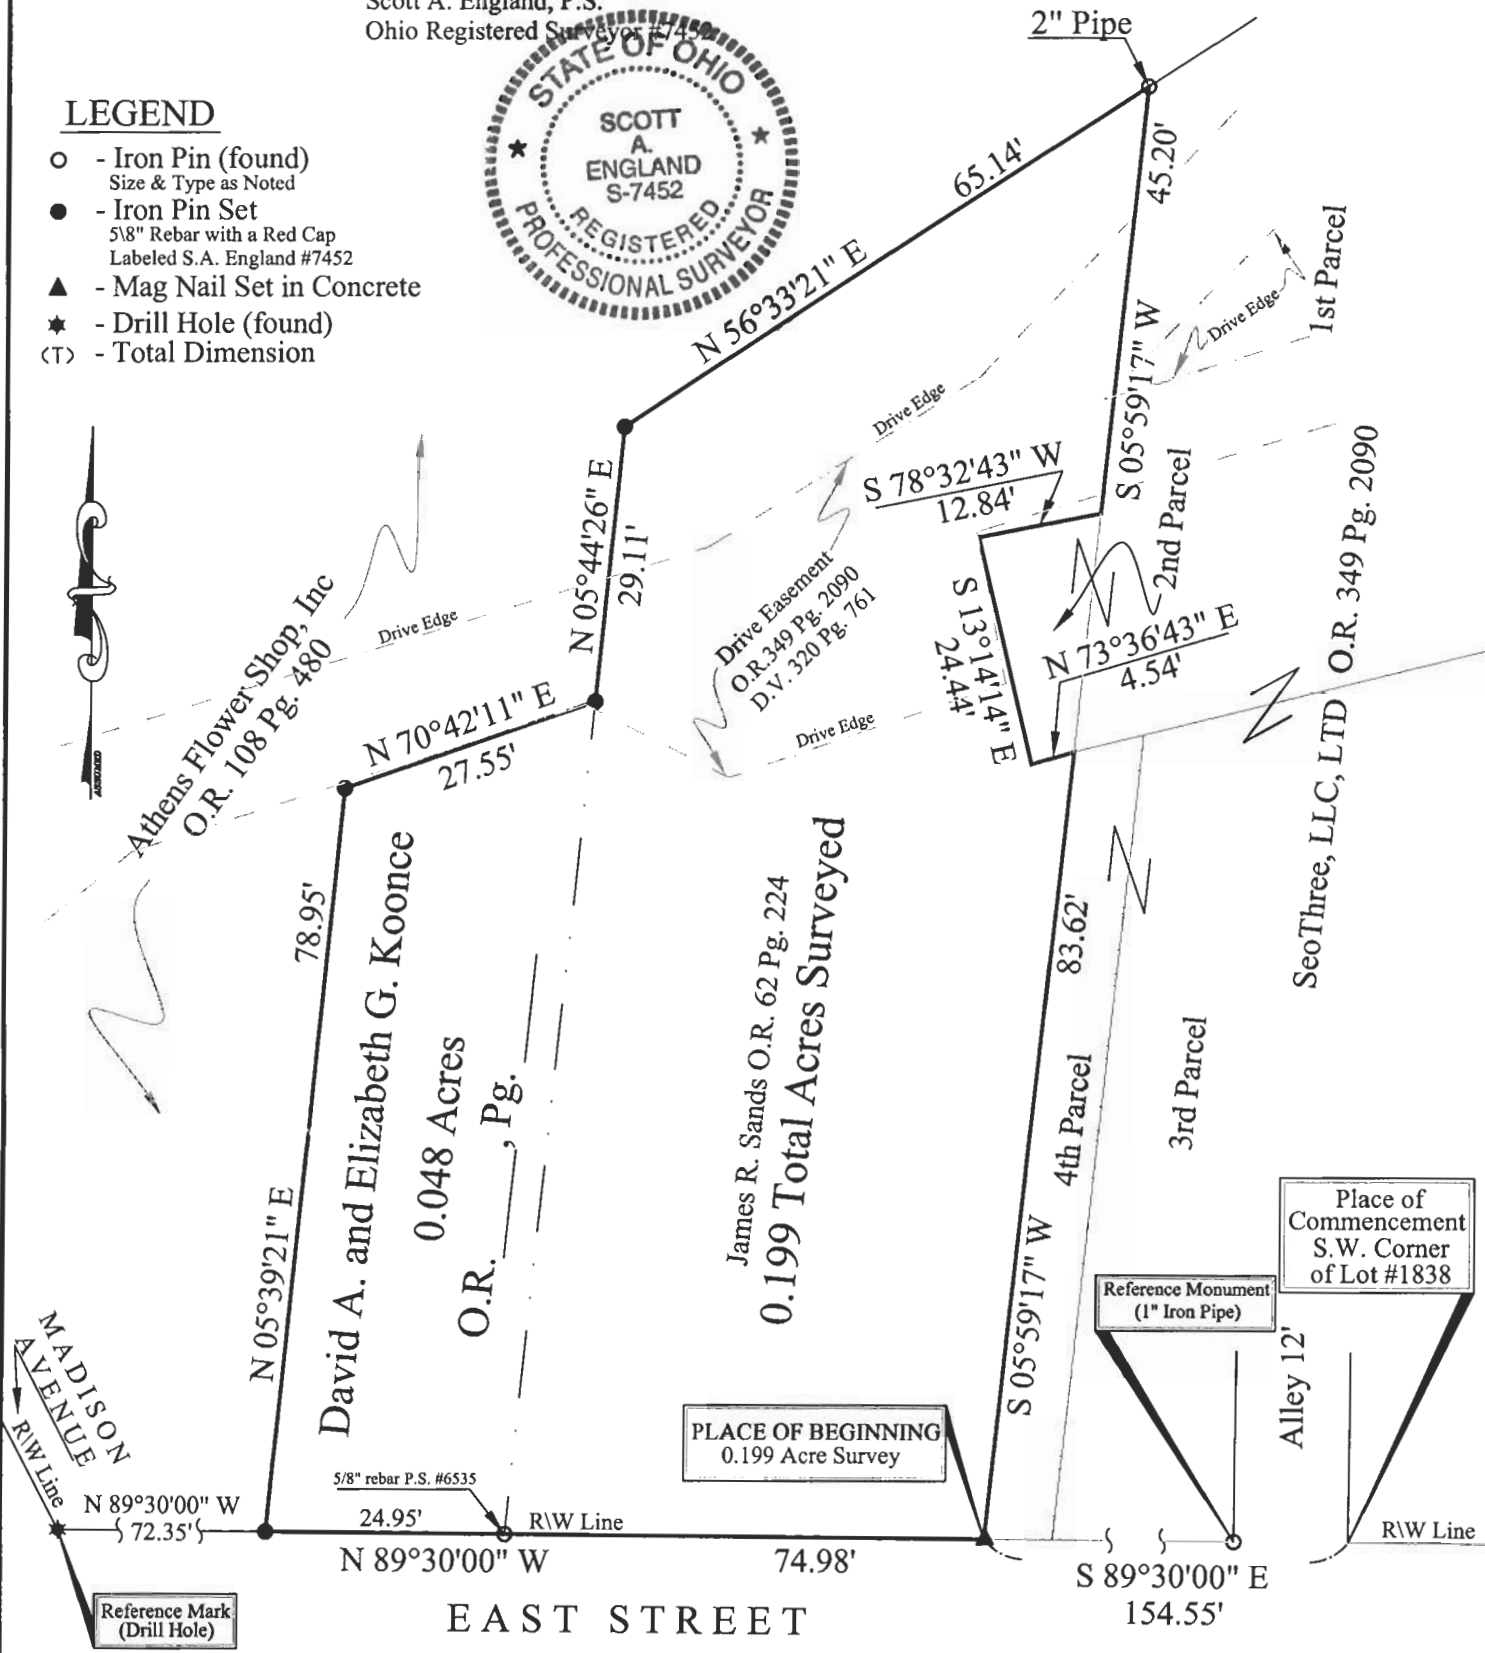 Scott A. England, P.S.
Ohio Registered Surveyor #7452
STATE OF OHIO
SCOTT
A.
ENGLAND
S-7452
REGISTERED
PROFESSIONAL SURVEYOR
LEGEND
- Iron Pin (found)
Size & Type as Noted
- Iron Pin Set
5\8" Rebar with a Red Cap
Labeled S.A. England #7452
- Mag Nail Set in Concrete
- Drill Hole (found)
(T) - Total Dimension
2" Pipe
65.14'
N 56°33'21" E
45.20'
S 05°59'17" W
Drive Edge
1st Parcel
Drive Edge
S 78°32'43" W
12.84'
2nd Parcel
N 05°44'26" E
29.11'
Drive Easement
O.R.349 Pg. 2090
D.V. 320 Pg. 761
S 13°14'14" E
24.44'
N 73°36'43" E
4.54'
SeoThree, LLC, LTD O.R. 349 Pg. 2090
ASSUMED
Athens Flower Shop, Inc
O.R. 108 Pg. 480
Drive Edge
N 70°42'11" E
27.55'
Drive Edge
78.95'
N 05°39'21" E
David A. and Elizabeth G. Koonce
0.048 Acres
O.R. ____, Pg. ____
James R. Sands O.R. 62 Pg. 224
0.199 Total Acres Surveyed
83.62'
S 05°59'17" W
4th Parcel
3rd Parcel
Place of
Commencement
S.W. Corner
of Lot #1838
Reference Monument
(1" Iron Pipe)
Alley 12'
MADISON
AVENUE
R\W Line
PLACE OF BEGINNING
0.199 Acre Survey
5/8" rebar P.S. #6535
N 89°30'00" W
72.35'
24.95'
R\W Line
R\W Line
N 89°30'00" W
74.98'
S 89°30'00" E
154.55'
Reference Mark
(Drill Hole)
EAST STREET